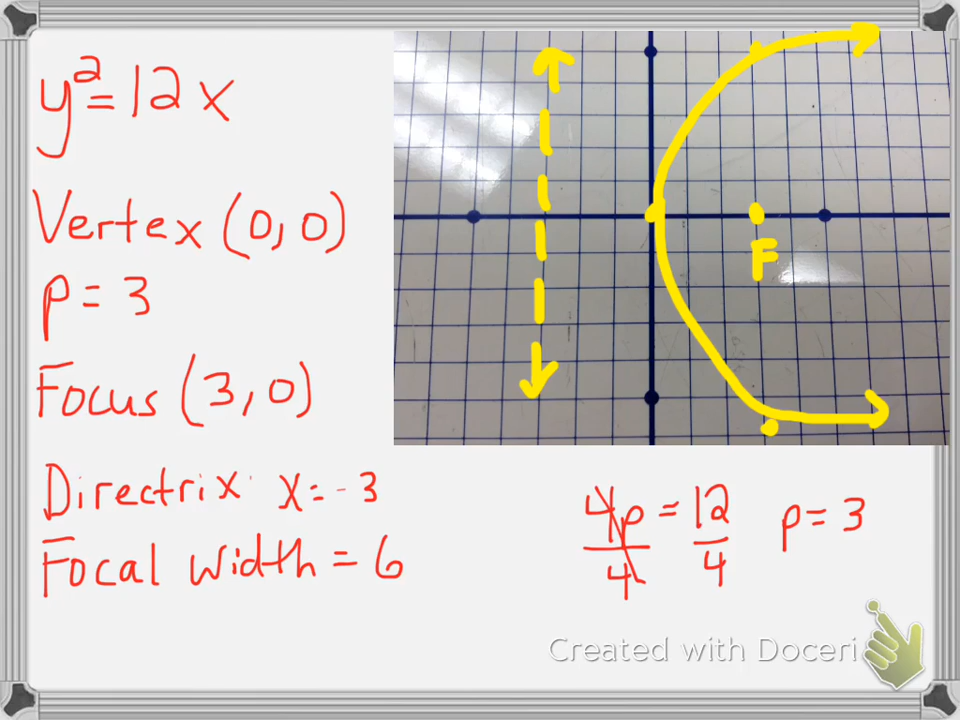 y²=12x
Vertex (0,0)
p = 3
Focus (3,0)
Directrix x=-3
Focal width = 6
F
4p/4 = 12/4 p=3
Created with Doceri